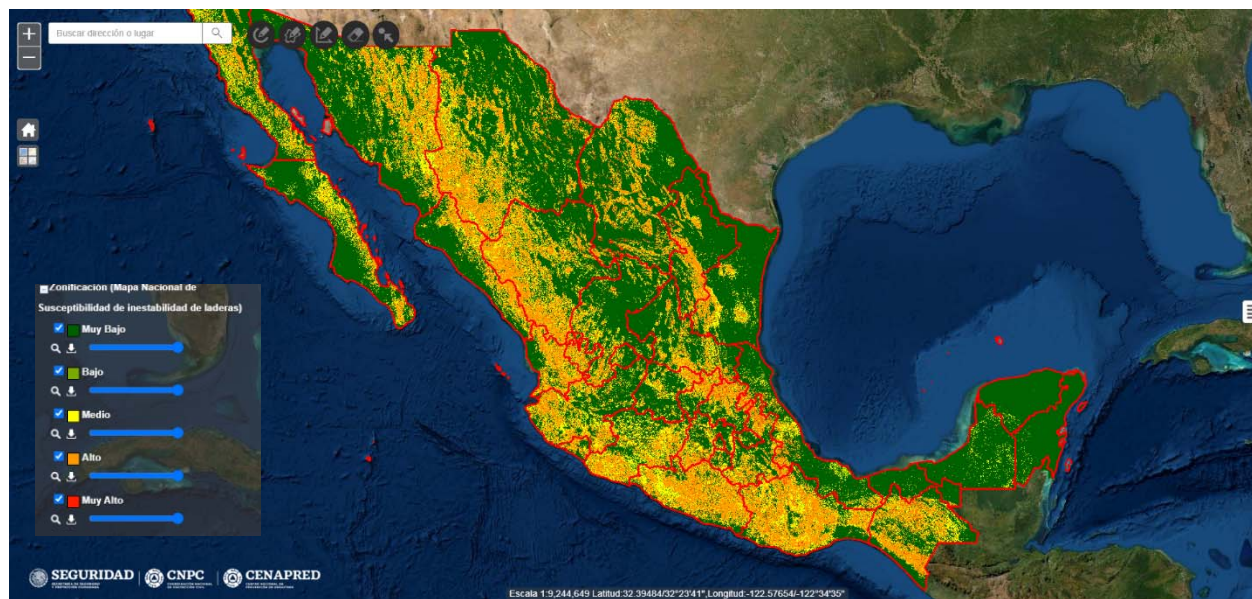 +
Buscar dirección o lugar
−
Zonificación (Mapa Nacional de
Susceptibilidad de inestabilidad de laderas)
Muy Bajo
Bajo
Medio
Alto
Muy Alto
SEGURIDAD CNPC CENAPRED
Escala 1:9,244,649 Latitud:32.39484/32°23'41",Longitud:-122.57654/-122°34'35"